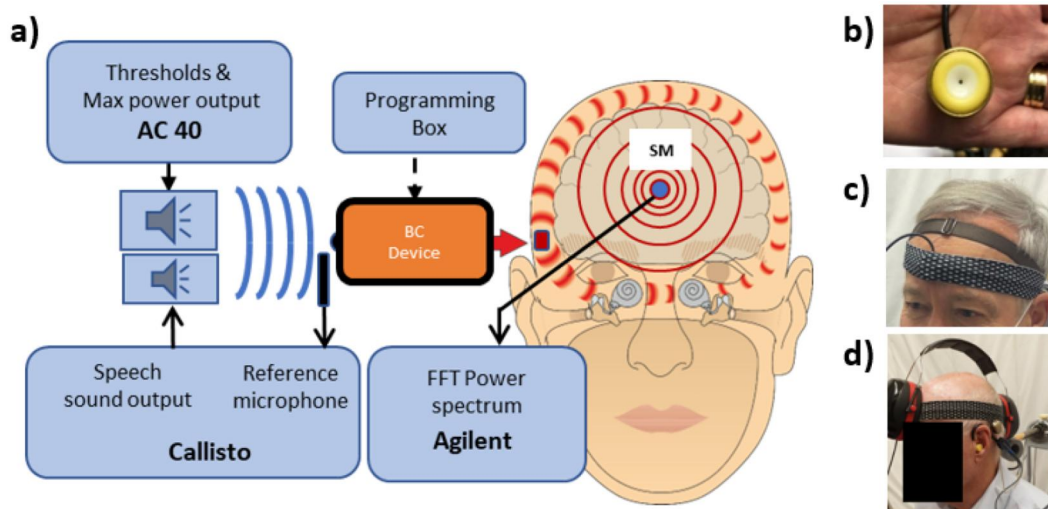 a)
Thresholds &
Max power output
AC 40
Programming
Box
SM
BC
Device
Speech
sound output
Reference
microphone
Callisto
FFT Power
spectrum
Agilent
b)
c)
d)